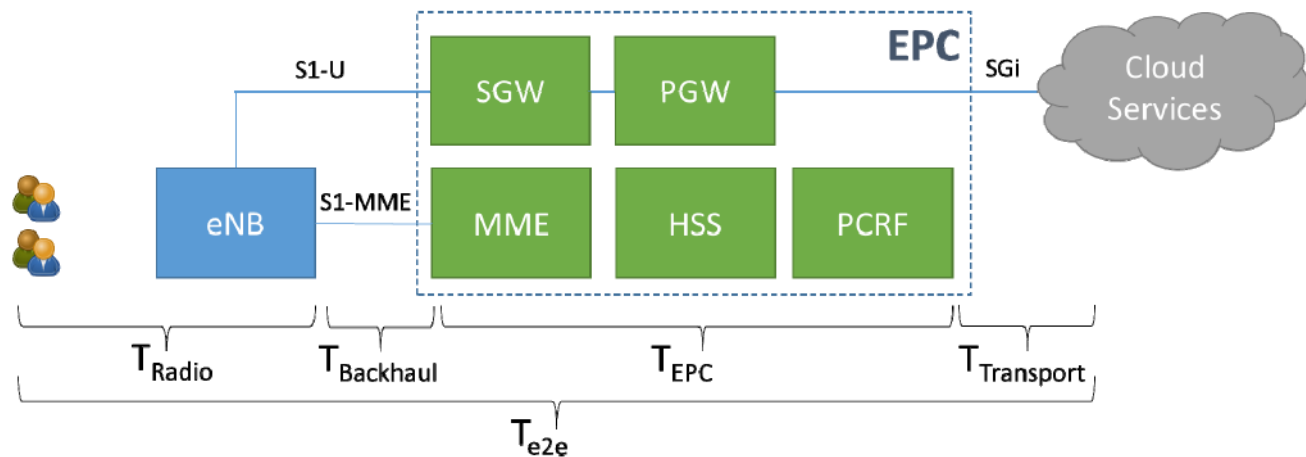 EPC
S1-U
SGW
PGW
SGi
Cloud
Services
eNB
S1-MME
MME
HSS
PCRF
TRadio
TBackhaul
TEPC
TTransport
Te2e